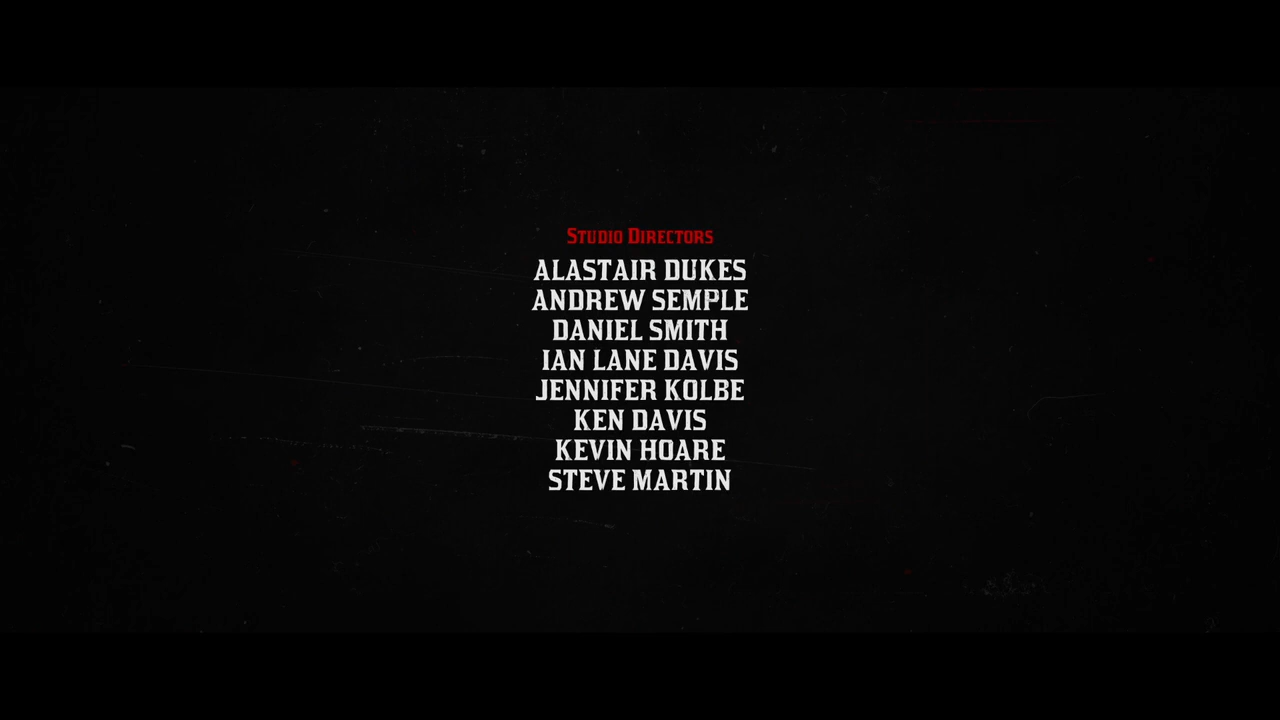 Studio Directors
ALASTAIR DUKES
ANDREW SEMPLE
DANIEL SMITH
IAN LANE DAVIS
JENNIFER KOLBE
KEN DAVIS
KEVIN HOARE
STEVE MARTIN